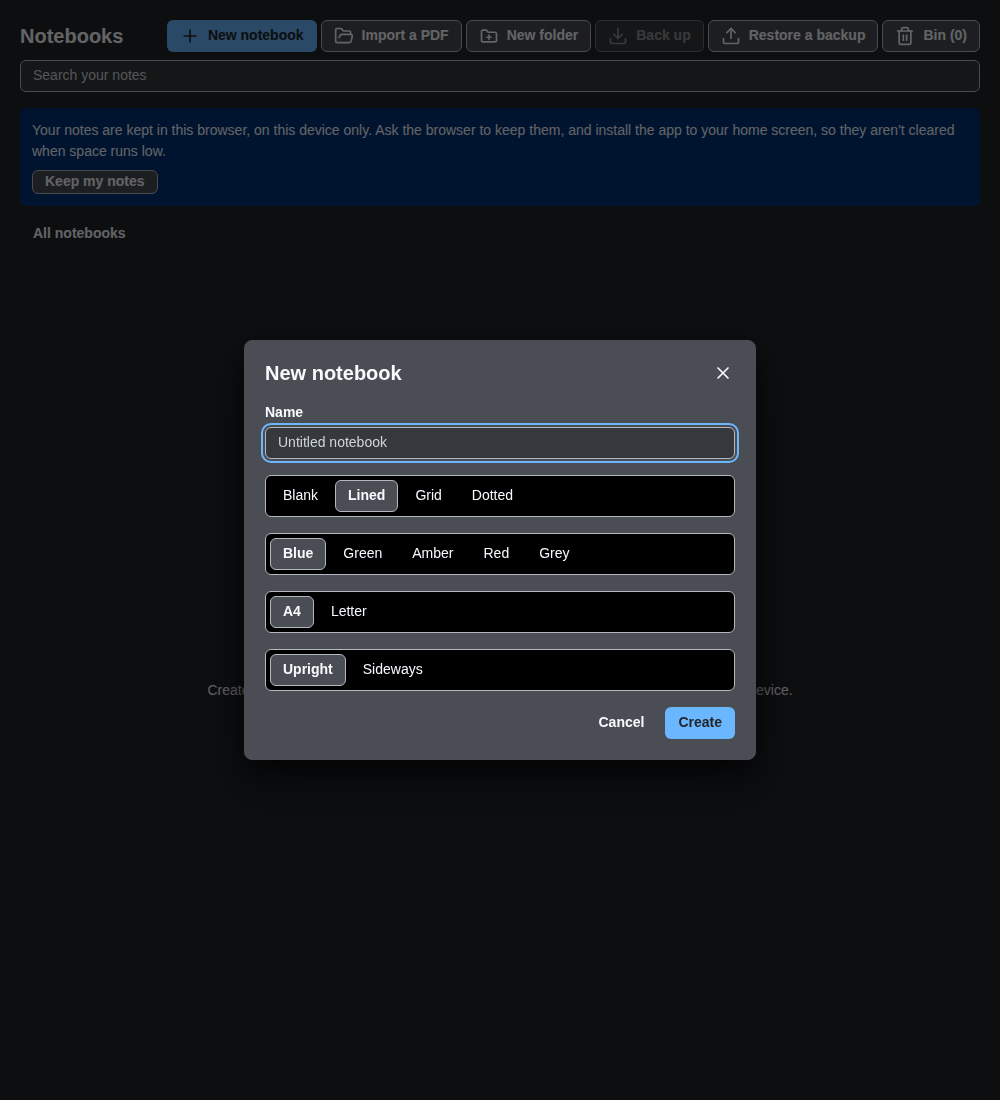 Notebooks
New notebook
Import a PDF
New folder
Back up
Restore a backup
Bin (0)
Search your notes
Your notes are kept in this browser, on this device only. Ask the browser to keep them, and install the app to your home screen, so they aren't cleared
when space runs low.
Keep my notes
All notebooks
New notebook
Name
Untitled notebook
Blank Lined Grid Dotted
Blue Green Amber Red Grey
A4 Letter
Upright Sideways
Cancel Create